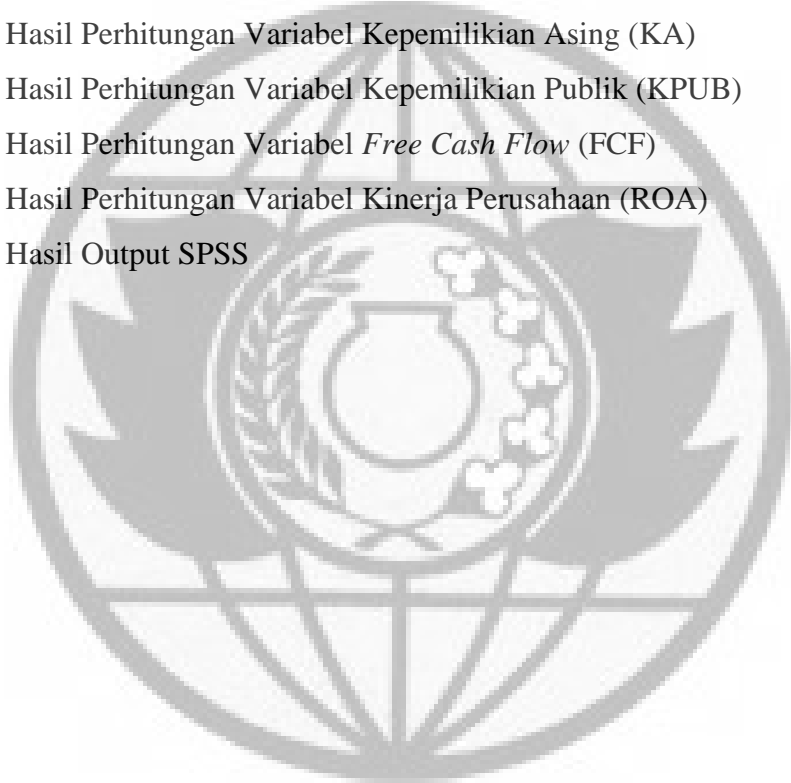 Hasil Perhitungan Variabel Kepemilikian Asing (KA)
Hasil Perhitungan Variabel Kepemilikian Publik (KPUB)
Hasil Perhitungan Variabel Free Cash Flow (FCF)
Hasil Perhitungan Variabel Kinerja Perusahaan (ROA)
Hasil Output SPSS